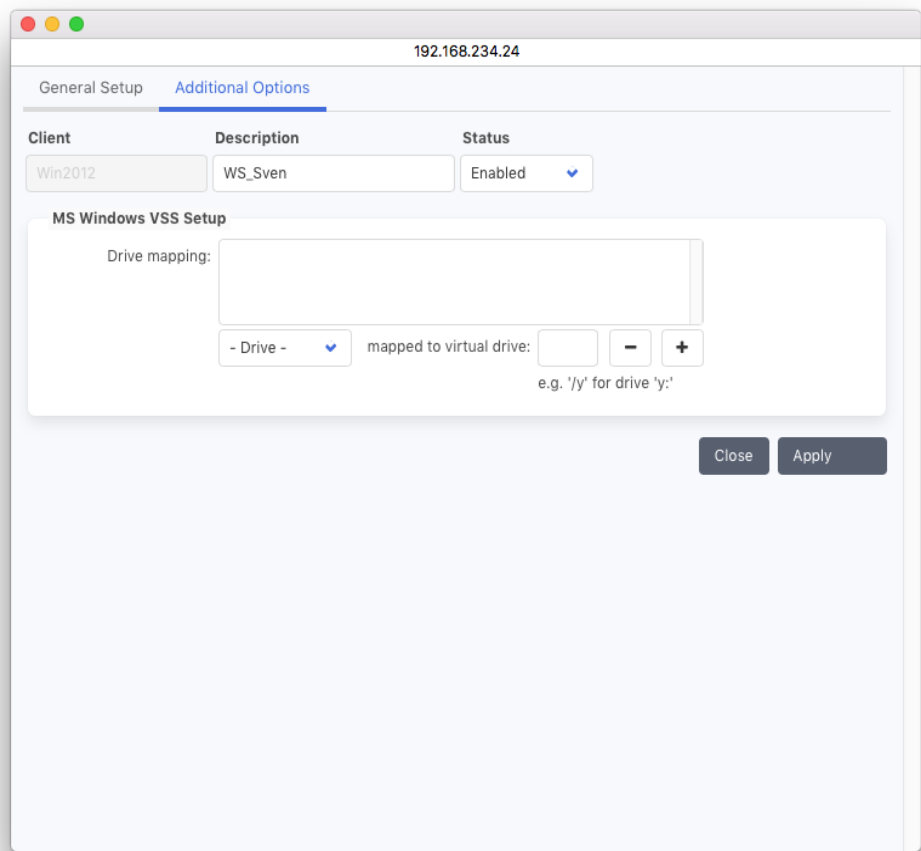 192.168.234.24
General Setup Additional Options
Client Description Status
Win2012 WS_Sven Enabled
MS Windows VSS Setup
Drive mapping:
- Drive - mapped to virtual drive: − +
e.g. '/y' for drive 'y:'
Close Apply